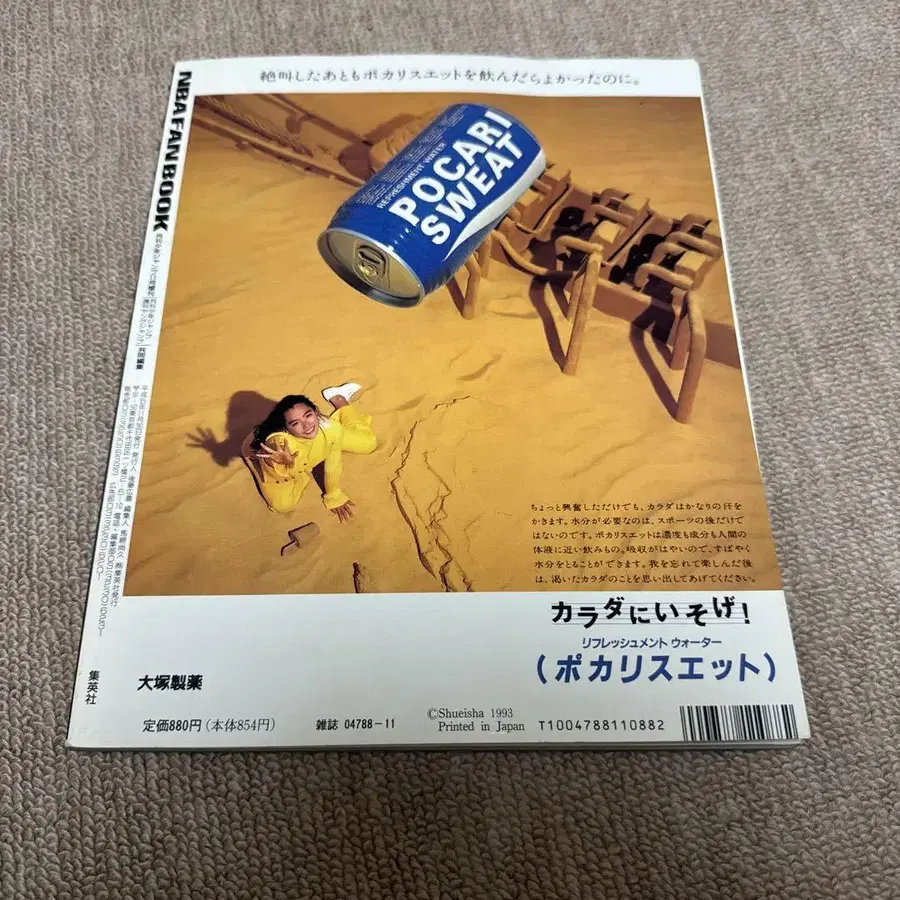 絶叫したあともポカリスエットを飲んだらよかったのに。
NBA FAN BOOK
REFRESHMENT WATER
POCARI
SWEAT
ちょっと興奮しただけでも、カラダはかなりの汗を
かきます。水分が必要なのは、スポーツの後だけで
はないのです。ポカリスエットは濃度も成分も人間の
体液に近い飲みもの。吸収がはやいので、すばやく
水分をとることができます。我を忘れて楽しんだ後
は、渇いたカラダのことを思い出してあげてください。
カラダにいそげ!
リフレッシュメント ウォーター
(ポカリスエット)
大塚製薬
集英社
定価880円(本体854円)
雑誌 04788-11
©Shueisha 1993
Printed in Japan
T1004788110882